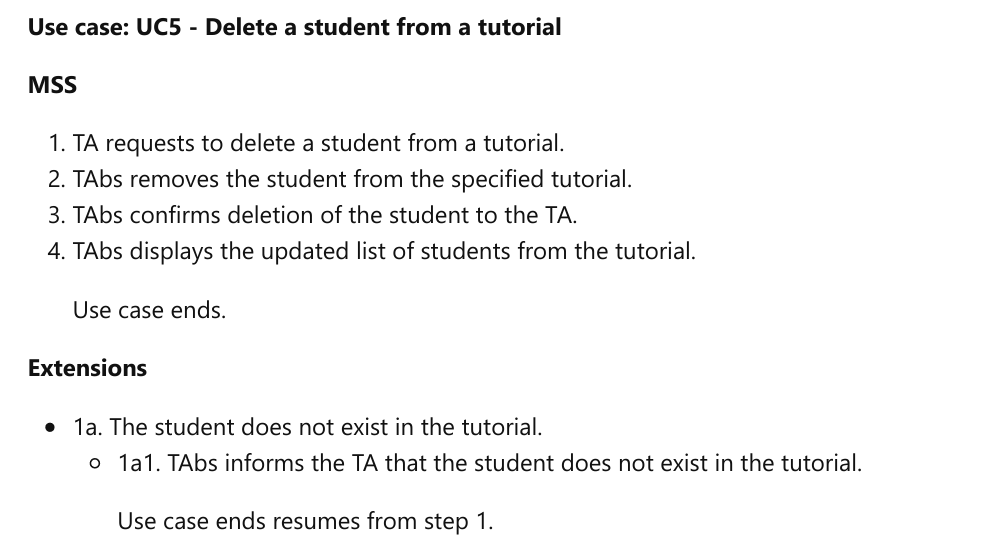 Use case: UC5 - Delete a student from a tutorial
MSS
1. TA requests to delete a student from a tutorial.
2. TAbs removes the student from the specified tutorial.
3. TAbs confirms deletion of the student to the TA.
4. TAbs displays the updated list of students from the tutorial.
Use case ends.
Extensions
• 1a. The student does not exist in the tutorial.
◦ 1a1. TAbs informs the TA that the student does not exist in the tutorial.
Use case ends resumes from step 1.